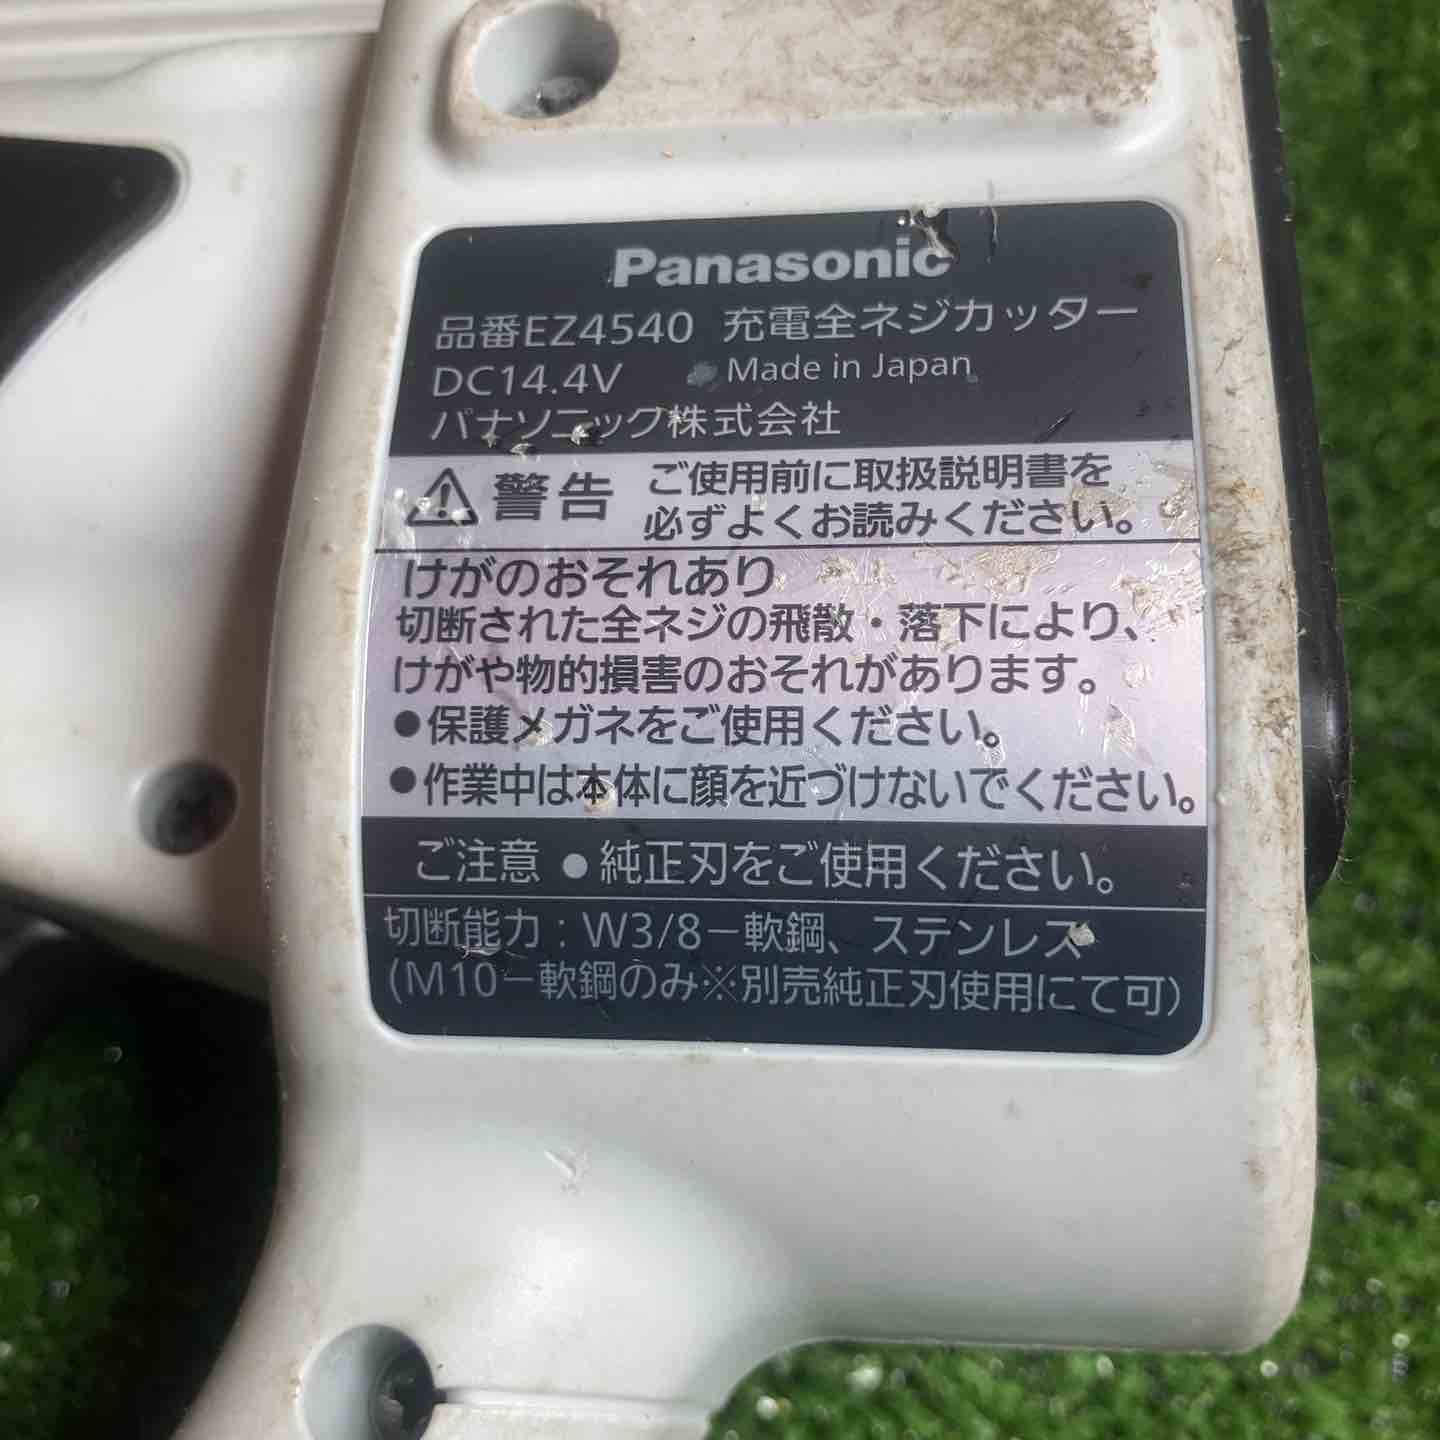 Panasonic
品番EZ4540 充電全ネジカッター
DC14.4V Made in Japan
パナソニック株式会社
警告 ご使用前に取扱説明書を
必ずよくお読みください。
けがのおそれあり
切断された全ネジの飛散・落下により、
けがや物的損害のおそれがあります。
●保護メガネをご使用ください。
●作業中は本体に顔を近づけないでください。
ご注意 ●純正刃をご使用ください。
切断能力：W3/8－軟鋼、ステンレス
(M10－軟鋼のみ※別売純正刃使用にて可)